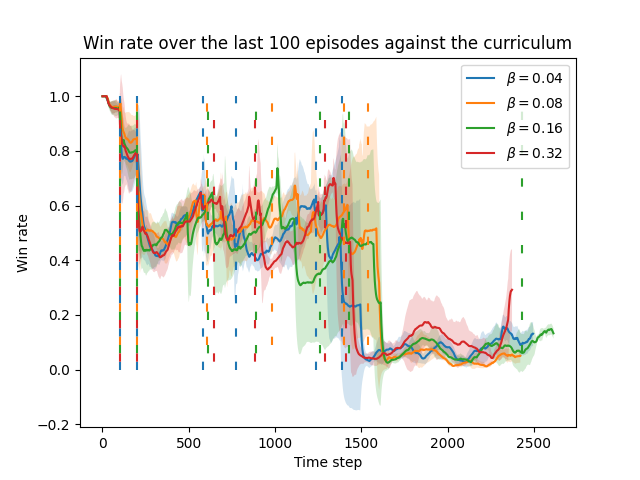 Win rate over the last 100 episodes against the curriculum
β = 0.04
β = 0.08
β = 0.16
β = 0.32
1.0
0.8
0.6
0.4
0.2
0.0
−0.2
Win rate
0
500
1000
1500
2000
2500
Time step